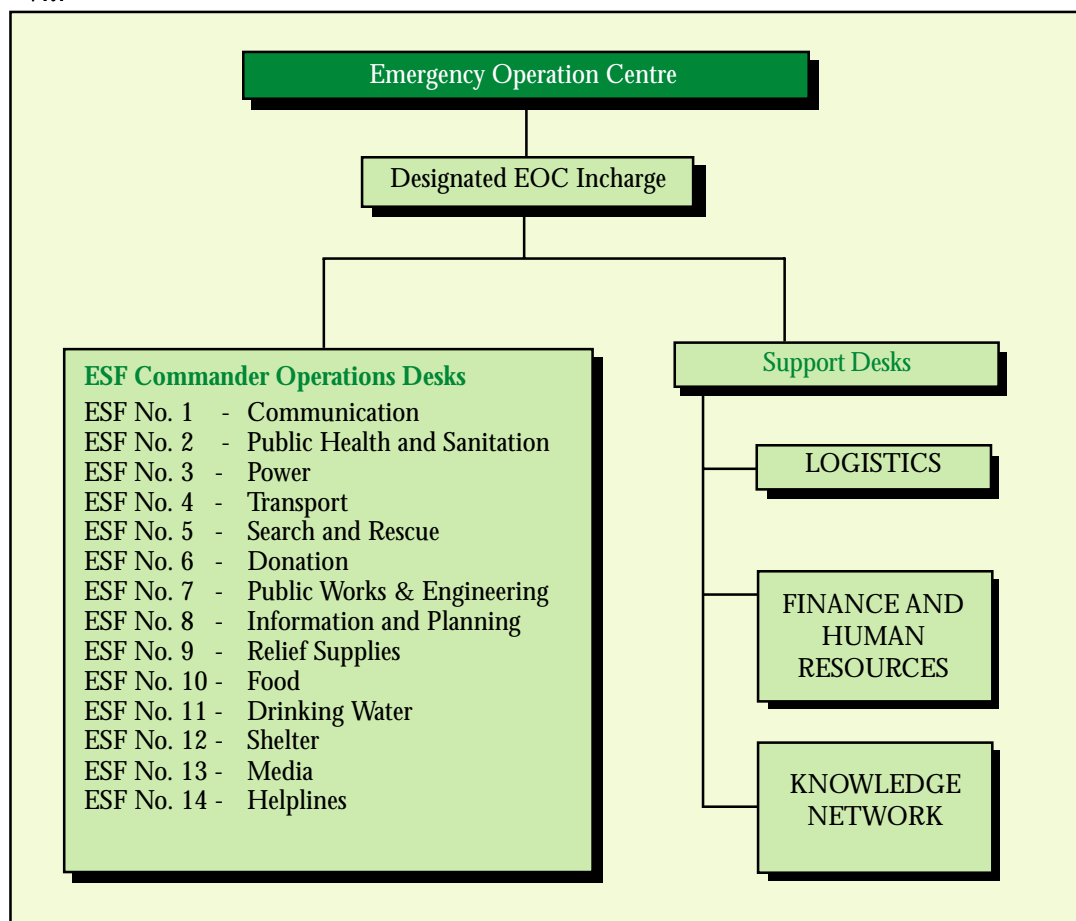 Emergency Operation Centre
Designated EOC Incharge
ESF Commander Operations Desks
ESF No. 1 - Communication
ESF No. 2 - Public Health and Sanitation
ESF No. 3 - Power
ESF No. 4 - Transport
ESF No. 5 - Search and Rescue
ESF No. 6 - Donation
ESF No. 7 - Public Works & Engineering
ESF No. 8 - Information and Planning
ESF No. 9 - Relief Supplies
ESF No. 10 - Food
ESF No. 11 - Drinking Water
ESF No. 12 - Shelter
ESF No. 13 - Media
ESF No. 14 - Helplines
Support Desks
LOGISTICS
FINANCE AND
HUMAN
RESOURCES
KNOWLEDGE
NETWORK